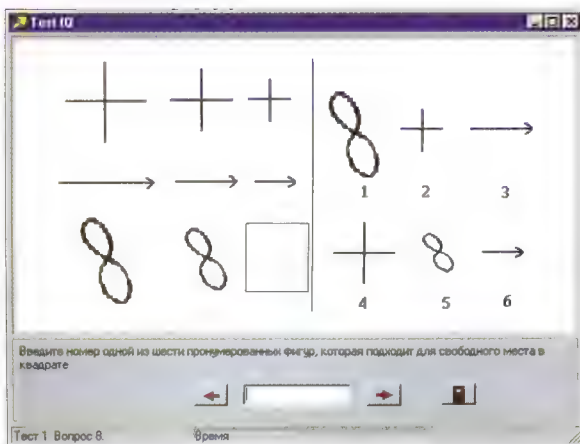 Test IQ
1 2 3
4 5 6
Введите номер одной из шести пронумерованных фигур, которая подходит для свободного места в
квадрате
Тест 1 Вопрос 8. Время